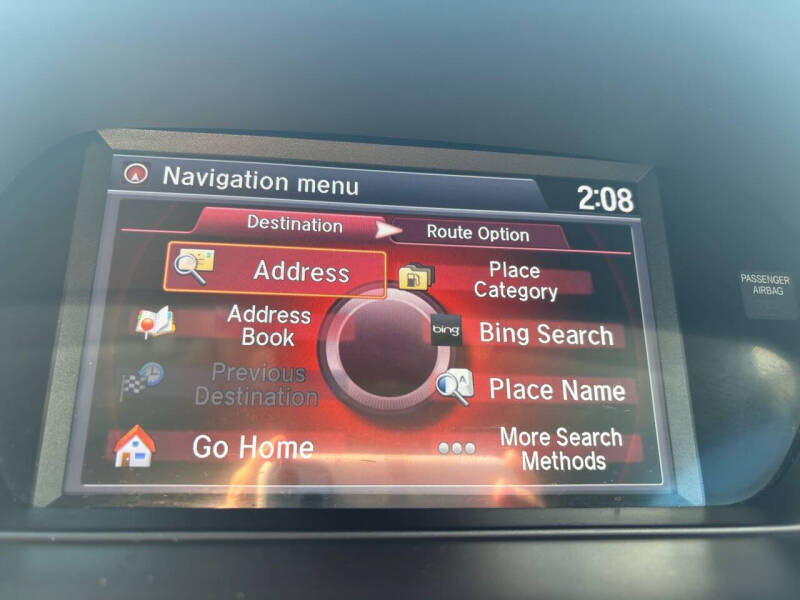 Navigation menu
2:08
Destination
Route Option
Address
Place
Category
Address
Book
bing
Bing Search
Previous
Destination
Place Name
Go Home
More Search
Methods
PASSENGER
AIRBAG